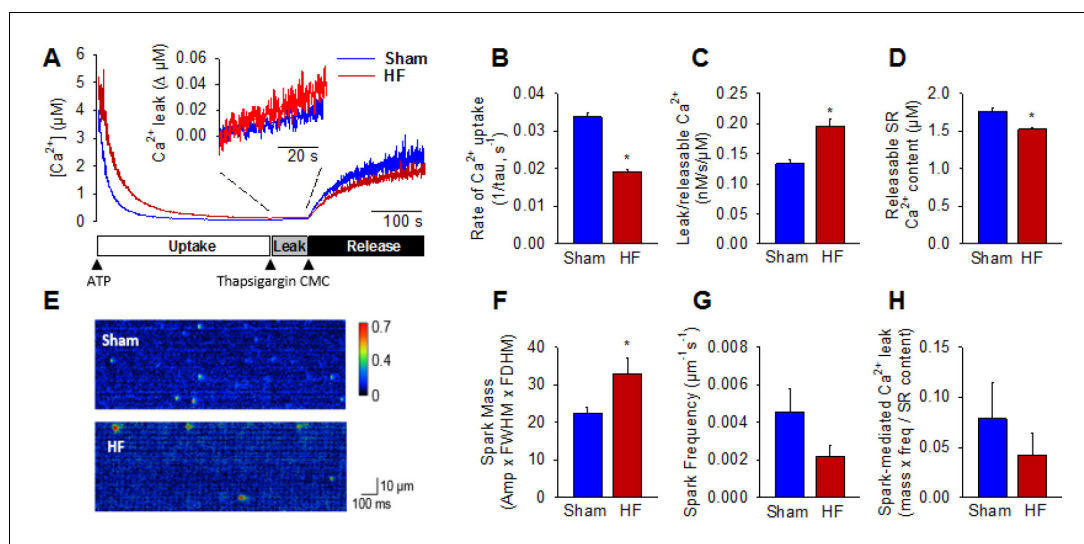 A
[Ca²⁺] (µM)
6
5
4
3
2
1
0
Ca²⁺ leak (Δ µM)
0.06
0.04
0.02
0.00
20 s
Sham
HF
100 s
Uptake
Leak
Release
ATP
Thapsigargin CMC
B
Rate of Ca²⁺ uptake
(1/tau, s⁻¹)
0.04
0.03
0.02
0.01
0.00
*
Sham HF
C
Leak/releasable Ca²⁺
(nM/s/µM)
0.25
0.20
0.15
0.10
0.05
0.00
*
Sham HF
D
Releasable SR
Ca²⁺ content (µM)
2.0
1.5
1.0
0.5
0.0
*
Sham HF
E
Sham
HF
0.7
0.4
0
10 µm
100 ms
F
Spark Mass
(Amp x FWHM x FDHM)
40
30
20
10
0
*
Sham HF
G
Spark Frequency (µm⁻¹s⁻¹)
0.008
0.006
0.004
0.002
0.000
Sham HF
H
Spark-mediated Ca²⁺ leak
(mass x freq / SR content)
0.15
0.10
0.05
0.00
Sham HF